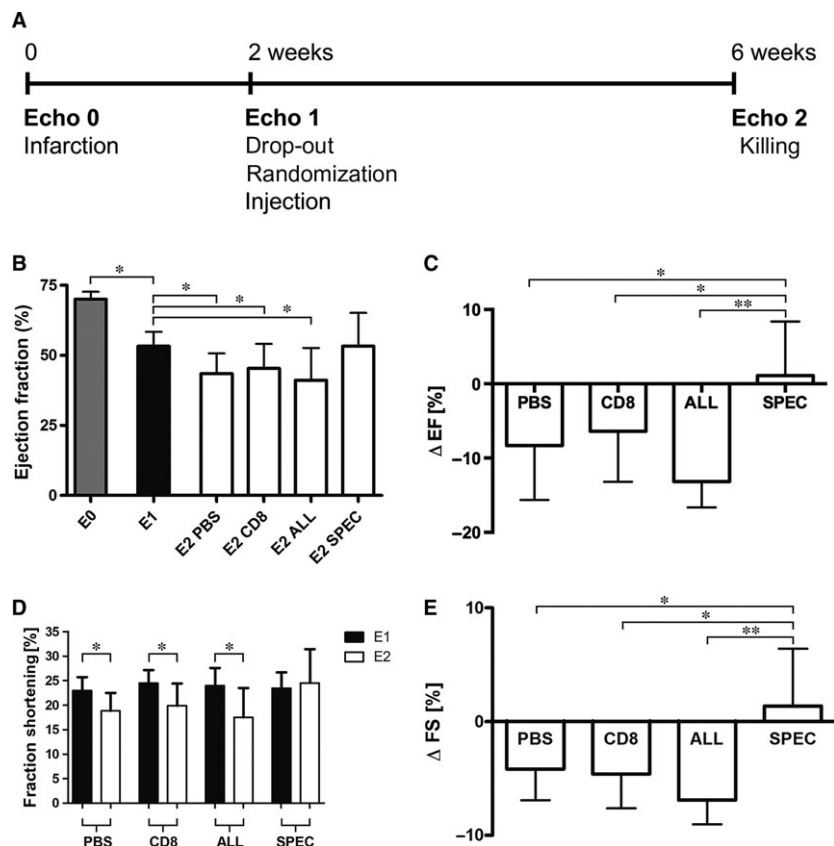 A
0 2 weeks 6 weeks
Echo 0 Echo 1 Echo 2
Infarction Drop-out Killing
Randomization
Injection
B
*
*
*
*
75
50
25
0
Ejection fraction (%)
E0 E1 E2 PBS E2 CD8 E2 ALL E2 SPEC
C
*
*
**
10
0
−10
−20
Δ EF [%]
PBS CD8 ALL SPEC
D
* * *
35
30
25
20
15
10
5
0
Fraction shortening [%]
E1
E2
PBS CD8 ALL SPEC
E
*
*
**
10
0
−10
Δ FS [%]
PBS CD8 ALL SPEC